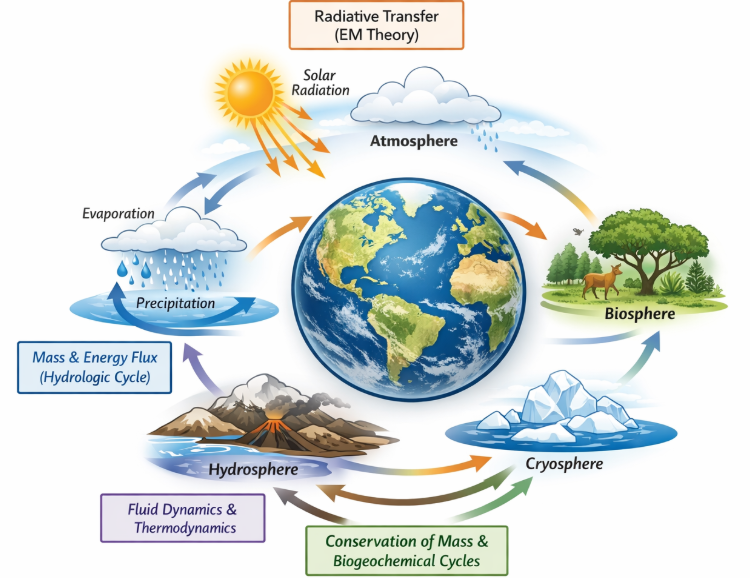 Radiative Transfer
(EM Theory)
Solar
Radiation
Atmosphere
Evaporation
Precipitation
Biosphere
Mass & Energy Flux
(Hydrologic Cycle)
Hydrosphere
Cryosphere
Fluid Dynamics &
Thermodynamics
Conservation of Mass &
Biogeochemical Cycles